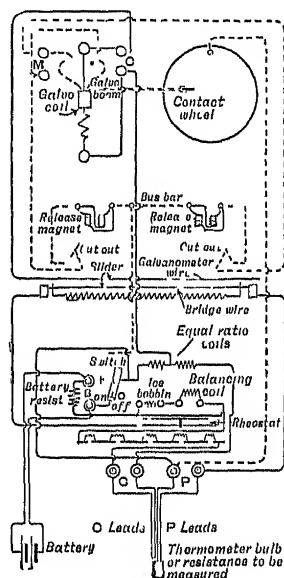 M
G
Galvo
boom
Galvo
coil
Contact
wheel
Bus bar
Release
magnet
Relea e
magnet
Cut out
Cut out
Slider
Galvanometer
wire
Bridge wire
Equal ratio
coils
Switch
Battery
resist
+
B
on
off
Ice
bobbin
Balancing
coil
Rheostat
C
P
C Leads
P Leads
Battery
Thermometer bulb
or resistance to be
measured